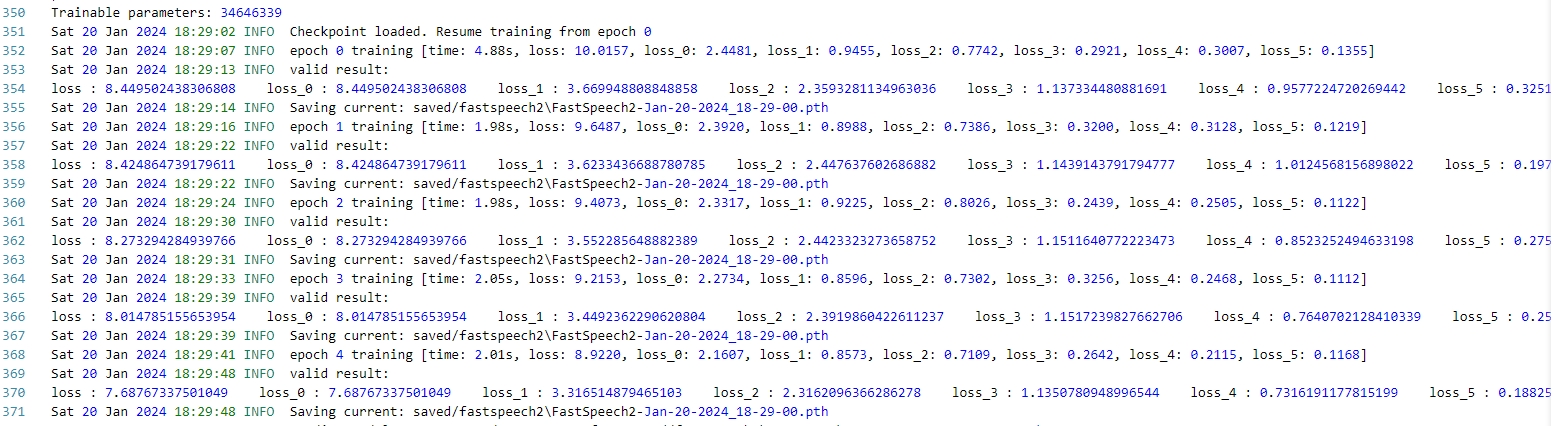 350 Trainable parameters: 34646339
351 Sat 20 Jan 2024 18:29:02 INFO Checkpoint loaded. Resume training from epoch 0
352 Sat 20 Jan 2024 18:29:07 INFO epoch 0 training [time: 4.88s, loss: 10.0157, loss_0: 2.4481, loss_1: 0.9455, loss_2: 0.7742, loss_3: 0.2921, loss_4: 0.3007, loss_5: 0.1355]
353 Sat 20 Jan 2024 18:29:13 INFO valid result:
354 loss : 8.449502438306808 loss_0 : 8.449502438306808 loss_1 : 3.669948808848858 loss_2 : 2.3593281134963036 loss_3 : 1.137334480881691 loss_4 : 0.9577224720269442 loss_5 : 0.3251
355 Sat 20 Jan 2024 18:29:14 INFO Saving current: saved/fastspeech2\FastSpeech2-Jan-20-2024_18-29-00.pth
356 Sat 20 Jan 2024 18:29:16 INFO epoch 1 training [time: 1.98s, loss: 9.6487, loss_0: 2.3920, loss_1: 0.8988, loss_2: 0.7386, loss_3: 0.3200, loss_4: 0.3128, loss_5: 0.1219]
357 Sat 20 Jan 2024 18:29:22 INFO valid result:
358 loss : 8.424864739179611 loss_0 : 8.424864739179611 loss_1 : 3.6233436688780785 loss_2 : 2.447637602686882 loss_3 : 1.1439143791794777 loss_4 : 1.0124568156898022 loss_5 : 0.197
359 Sat 20 Jan 2024 18:29:22 INFO Saving current: saved/fastspeech2\FastSpeech2-Jan-20-2024_18-29-00.pth
360 Sat 20 Jan 2024 18:29:24 INFO epoch 2 training [time: 1.98s, loss: 9.4073, loss_0: 2.3317, loss_1: 0.9225, loss_2: 0.8026, loss_3: 0.2439, loss_4: 0.2505, loss_5: 0.1122]
361 Sat 20 Jan 2024 18:29:30 INFO valid result:
362 loss : 8.273294284939766 loss_0 : 8.273294284939766 loss_1 : 3.552285648882389 loss_2 : 2.4423323273658752 loss_3 : 1.1511640772223473 loss_4 : 0.8523252494633198 loss_5 : 0.275
363 Sat 20 Jan 2024 18:29:31 INFO Saving current: saved/fastspeech2\FastSpeech2-Jan-20-2024_18-29-00.pth
364 Sat 20 Jan 2024 18:29:33 INFO epoch 3 training [time: 2.05s, loss: 9.2153, loss_0: 2.2734, loss_1: 0.8596, loss_2: 0.7302, loss_3: 0.3256, loss_4: 0.2468, loss_5: 0.1112]
365 Sat 20 Jan 2024 18:29:39 INFO valid result:
366 loss : 8.014785155653954 loss_0 : 8.014785155653954 loss_1 : 3.4492362290620804 loss_2 : 2.3919860422611237 loss_3 : 1.1517239827662706 loss_4 : 0.7640702128410339 loss_5 : 0.25
367 Sat 20 Jan 2024 18:29:39 INFO Saving current: saved/fastspeech2\FastSpeech2-Jan-20-2024_18-29-00.pth
368 Sat 20 Jan 2024 18:29:41 INFO epoch 4 training [time: 2.01s, loss: 8.9220, loss_0: 2.1607, loss_1: 0.8573, loss_2: 0.7109, loss_3: 0.2642, loss_4: 0.2115, loss_5: 0.1168]
369 Sat 20 Jan 2024 18:29:48 INFO valid result:
370 loss : 7.68767337501049 loss_0 : 7.68767337501049 loss_1 : 3.316514879465103 loss_2 : 2.3162096366286278 loss_3 : 1.1350780948996544 loss_4 : 0.7316191177815199 loss_5 : 0.18825
371 Sat 20 Jan 2024 18:29:48 INFO Saving current: saved/fastspeech2\FastSpeech2-Jan-20-2024_18-29-00.pth